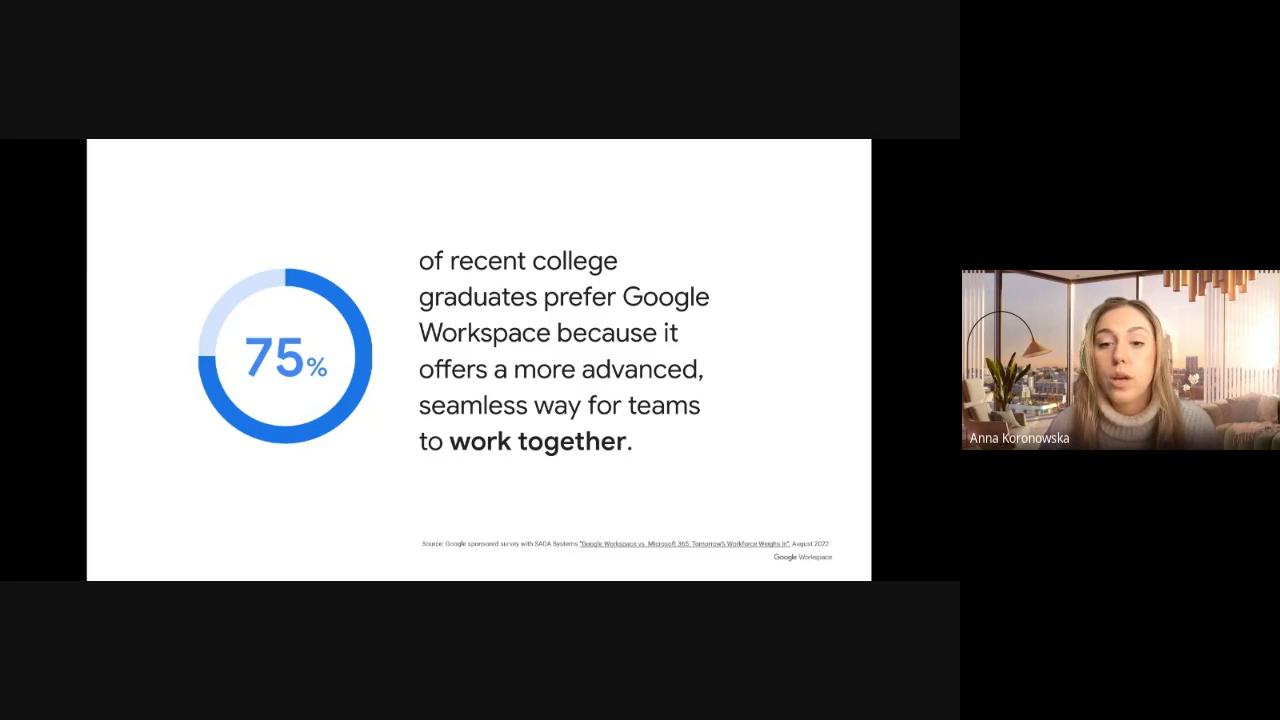 75%
of recent college
graduates prefer Google
Workspace because it
offers a more advanced,
seamless way for teams
to work together.
Source: Google sponsored survey with SADA Systems "Google Workspace vs. Microsoft 365: Tomorrow's Workforce Weighs In", August 2022
Google Workspace
Anna Koronowska